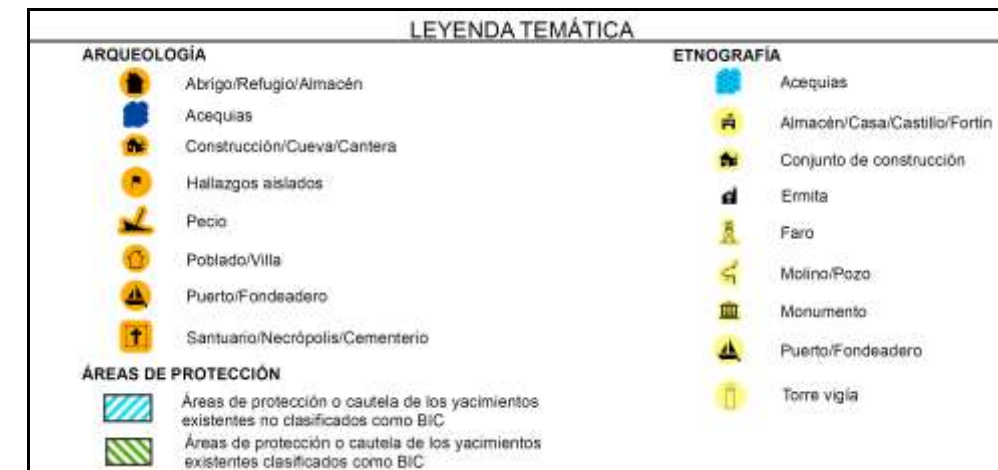 LEYENDA TEMÁTICA
ARQUEOLOGÍA
Abrigo/Refugio/Almacén
Acequias
Construcción/Cueva/Cantera
Hallazgos aislados
Pecio
Poblado/Villa
Puerto/Fondeadero
Santuario/Necrópolis/Cementerio
ÁREAS DE PROTECCIÓN
Áreas de protección o cautela de los yacimientos
existentes no clasificados como BIC
Áreas de protección o cautela de los yacimientos
existentes clasificados como BIC
ETNOGRAFÍA
Acequias
Almacén/Casa/Castillo/Fortín
Conjunto de construcción
Ermita
Faro
Molino/Pozo
Monumento
Puerto/Fondeadero
Torre vigía